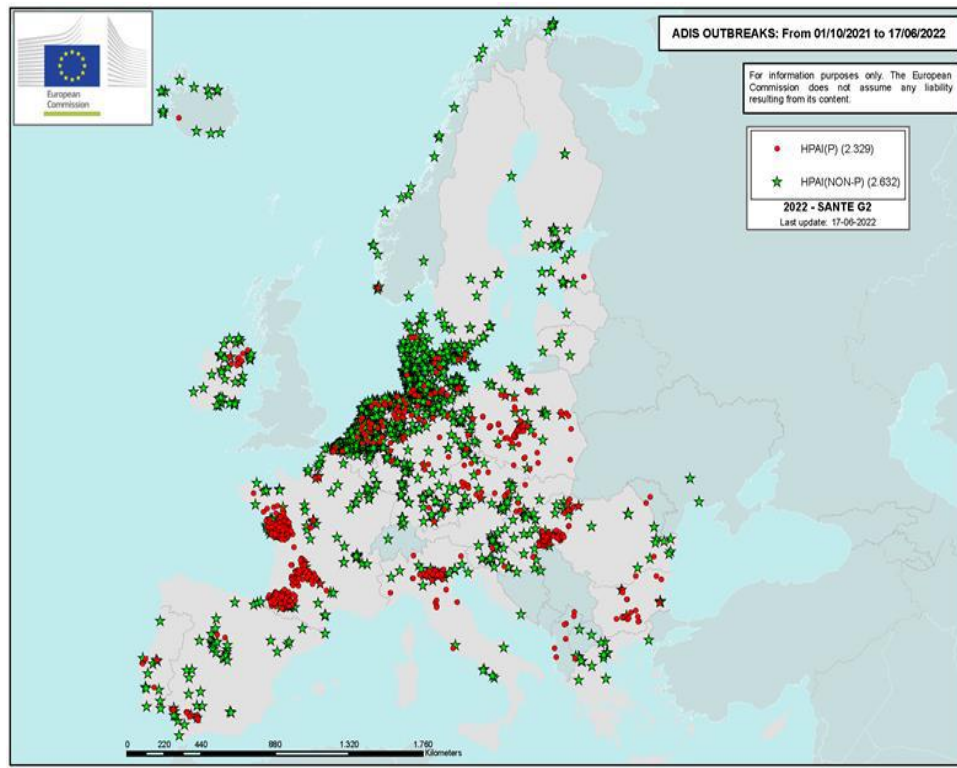 European
Commission
ADIS OUTBREAKS: From 01/10/2021 to 17/06/2022
For information purposes only. The European
Commission does not assume any liability
resulting from its content.
HPAI(P) (2.329)
HPAI(NON-P) (2.632)
2022 - SANTE G2
Last update: 17-06-2022
0 220 440 880 1.320 1.760
Kilometers